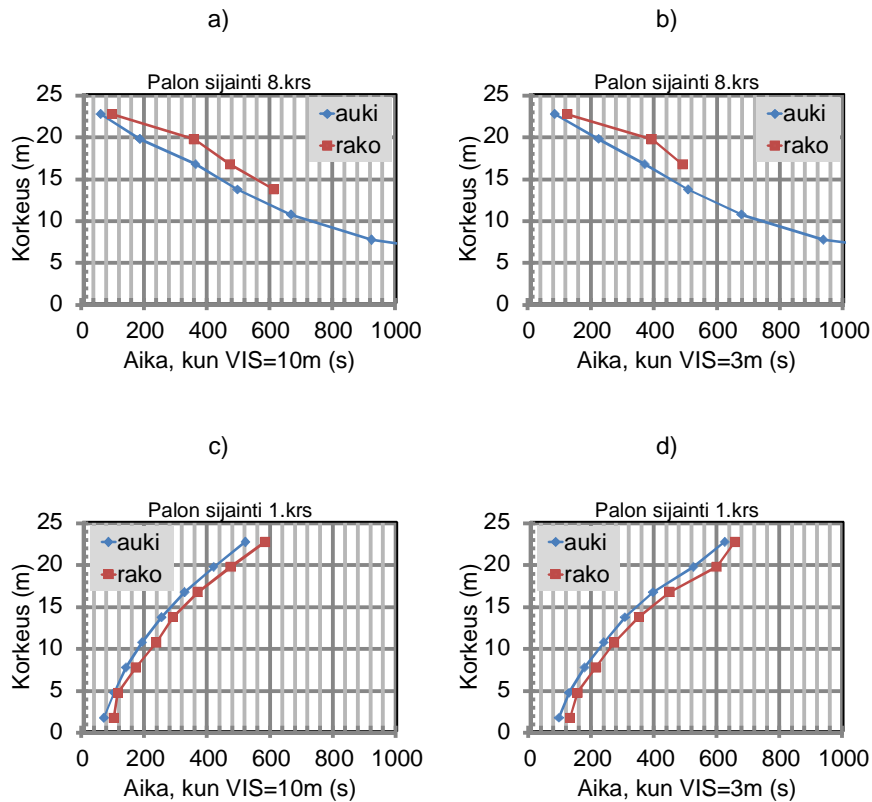 a)
Palon sijainti 8.krs
25
20
15
10
5
0
Korkeus (m)
auki
rako
0 200 400 600 800 1000
Aika, kun VIS=10m (s)
b)
Palon sijainti 8.krs
25
20
15
10
5
0
Korkeus (m)
auki
rako
0 200 400 600 800 1000
Aika, kun VIS=3m (s)
c)
Palon sijainti 1.krs
25
20
15
10
5
0
Korkeus (m)
auki
rako
0 200 400 600 800 1000
Aika, kun VIS=10m (s)
d)
Palon sijainti 1.krs
25
20
15
10
5
0
Korkeus (m)
auki
rako
0 200 400 600 800 1000
Aika, kun VIS=3m (s)